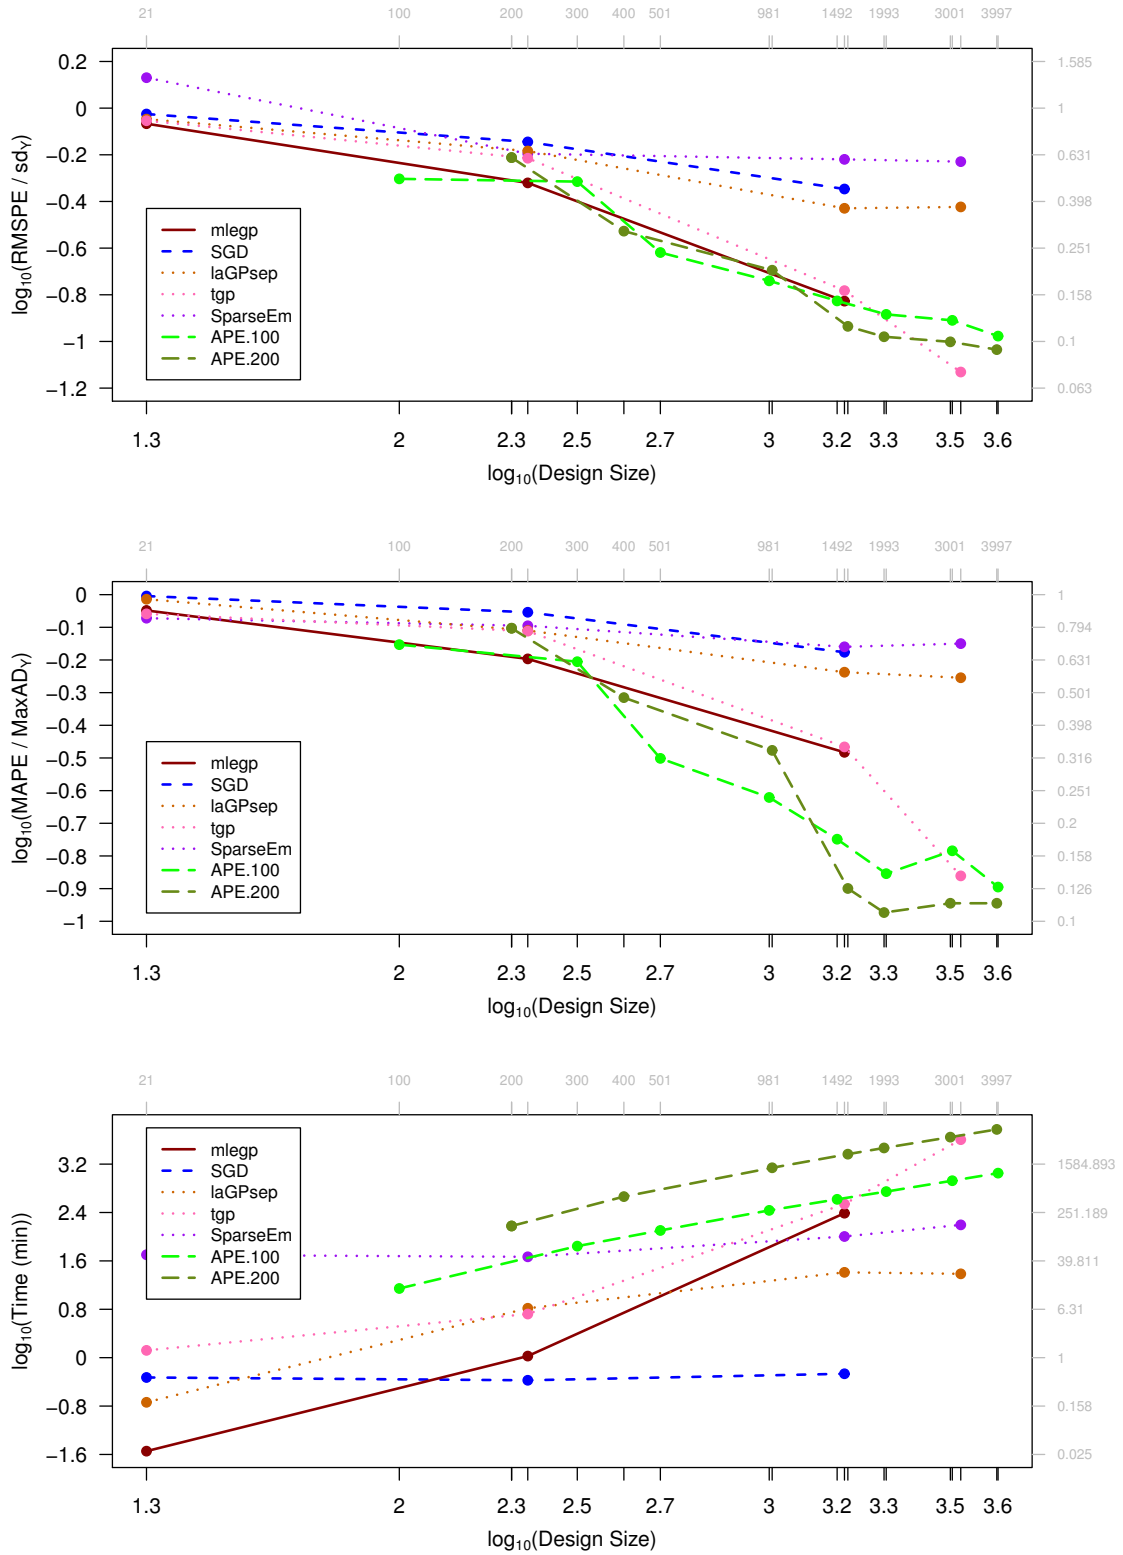 21 100 200 300 400 501 981 1492 1993 3001 3997
0.2 1.585
0 1
−0.2 0.631
−0.4 0.398
−0.6 0.251
−0.8 0.158
−1 0.1
−1.2 0.063
log10(RMSPE / sdY)
mlegp
SGD
laGPsep
tgp
SparseEm
APE.100
APE.200
1.3 2 2.3 2.5 2.7 3 3.2 3.3 3.5 3.6
log10(Design Size)
21 100 200 300 400 501 981 1492 1993 3001 3997
0 1
−0.1 0.794
−0.2 0.631
−0.3 0.501
−0.4 0.398
−0.5 0.316
−0.6 0.251
−0.7 0.2
−0.8 0.158
−0.9 0.126
−1 0.1
log10(MAPE / MaxADY)
mlegp
SGD
laGPsep
tgp
SparseEm
APE.100
APE.200
1.3 2 2.3 2.5 2.7 3 3.2 3.3 3.5 3.6
log10(Design Size)
21 100 200 300 400 501 981 1492 1993 3001 3997
3.2 1584.893
2.4 251.189
1.6 39.811
0.8 6.31
0 1
−0.8 0.158
−1.6 0.025
log10(Time (min))
mlegp
SGD
laGPsep
tgp
SparseEm
APE.100
APE.200
1.3 2 2.3 2.5 2.7 3 3.2 3.3 3.5 3.6
log10(Design Size)